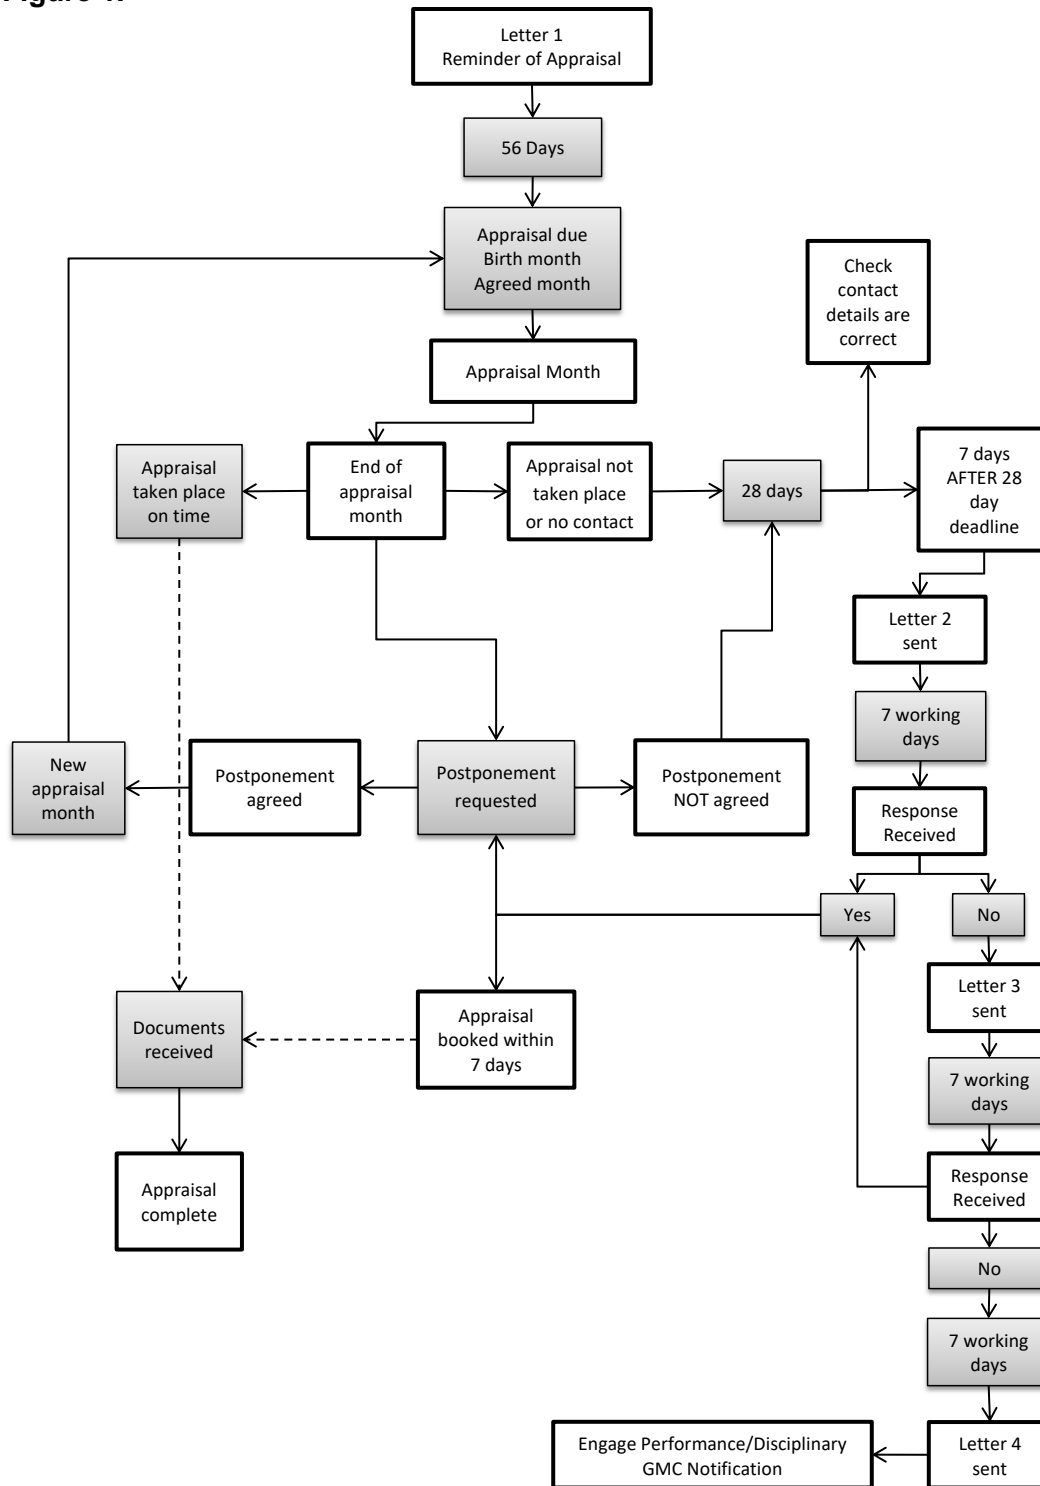 Letter 1
Reminder of Appraisal
56 Days
Appraisal due
Birth month
Agreed month
Check
contact
details are
correct
Appraisal Month
Appraisal
taken place
on time
End of
appraisal
month
Appraisal not
taken place
or no contact
28 days
7 days
AFTER 28
day
deadline
Letter 2
sent
7 working
days
New
appraisal
month
Postponement
agreed
Postponement
requested
Postponement
NOT agreed
Response
Received
Yes
No
Letter 3
sent
Documents
received
Appraisal
booked within
7 days
7 working
days
Appraisal
complete
Response
Received
No
7 working
days
Engage Performance/Disciplinary
GMC Notification
Letter 4
sent